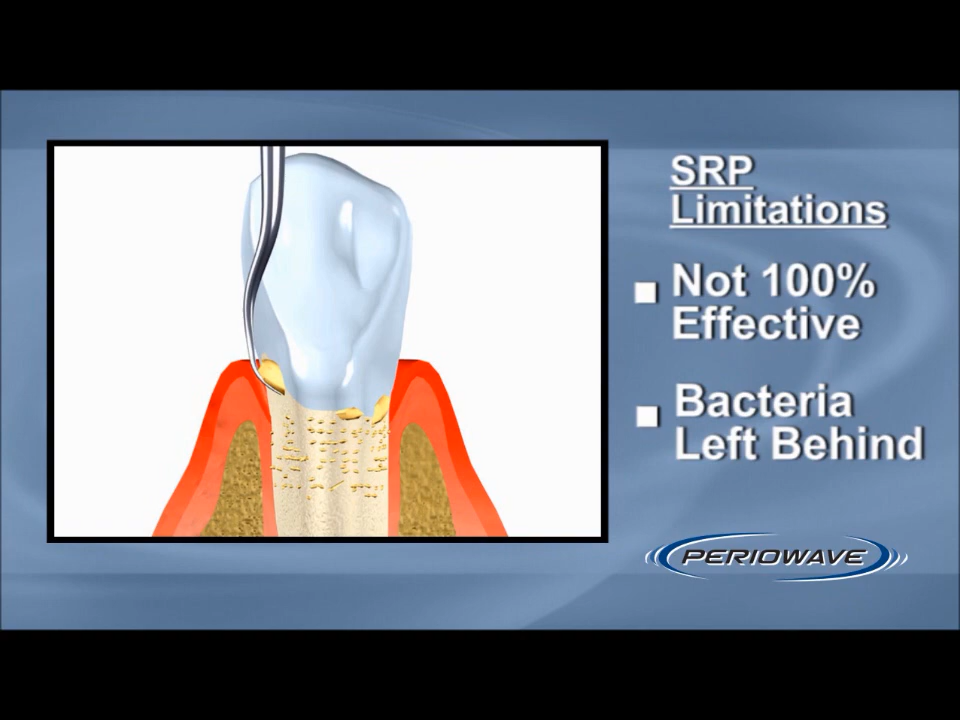 SRP
Limitations
Not 100%
Effective
Bacteria
Left Behind
PERIOWAVE